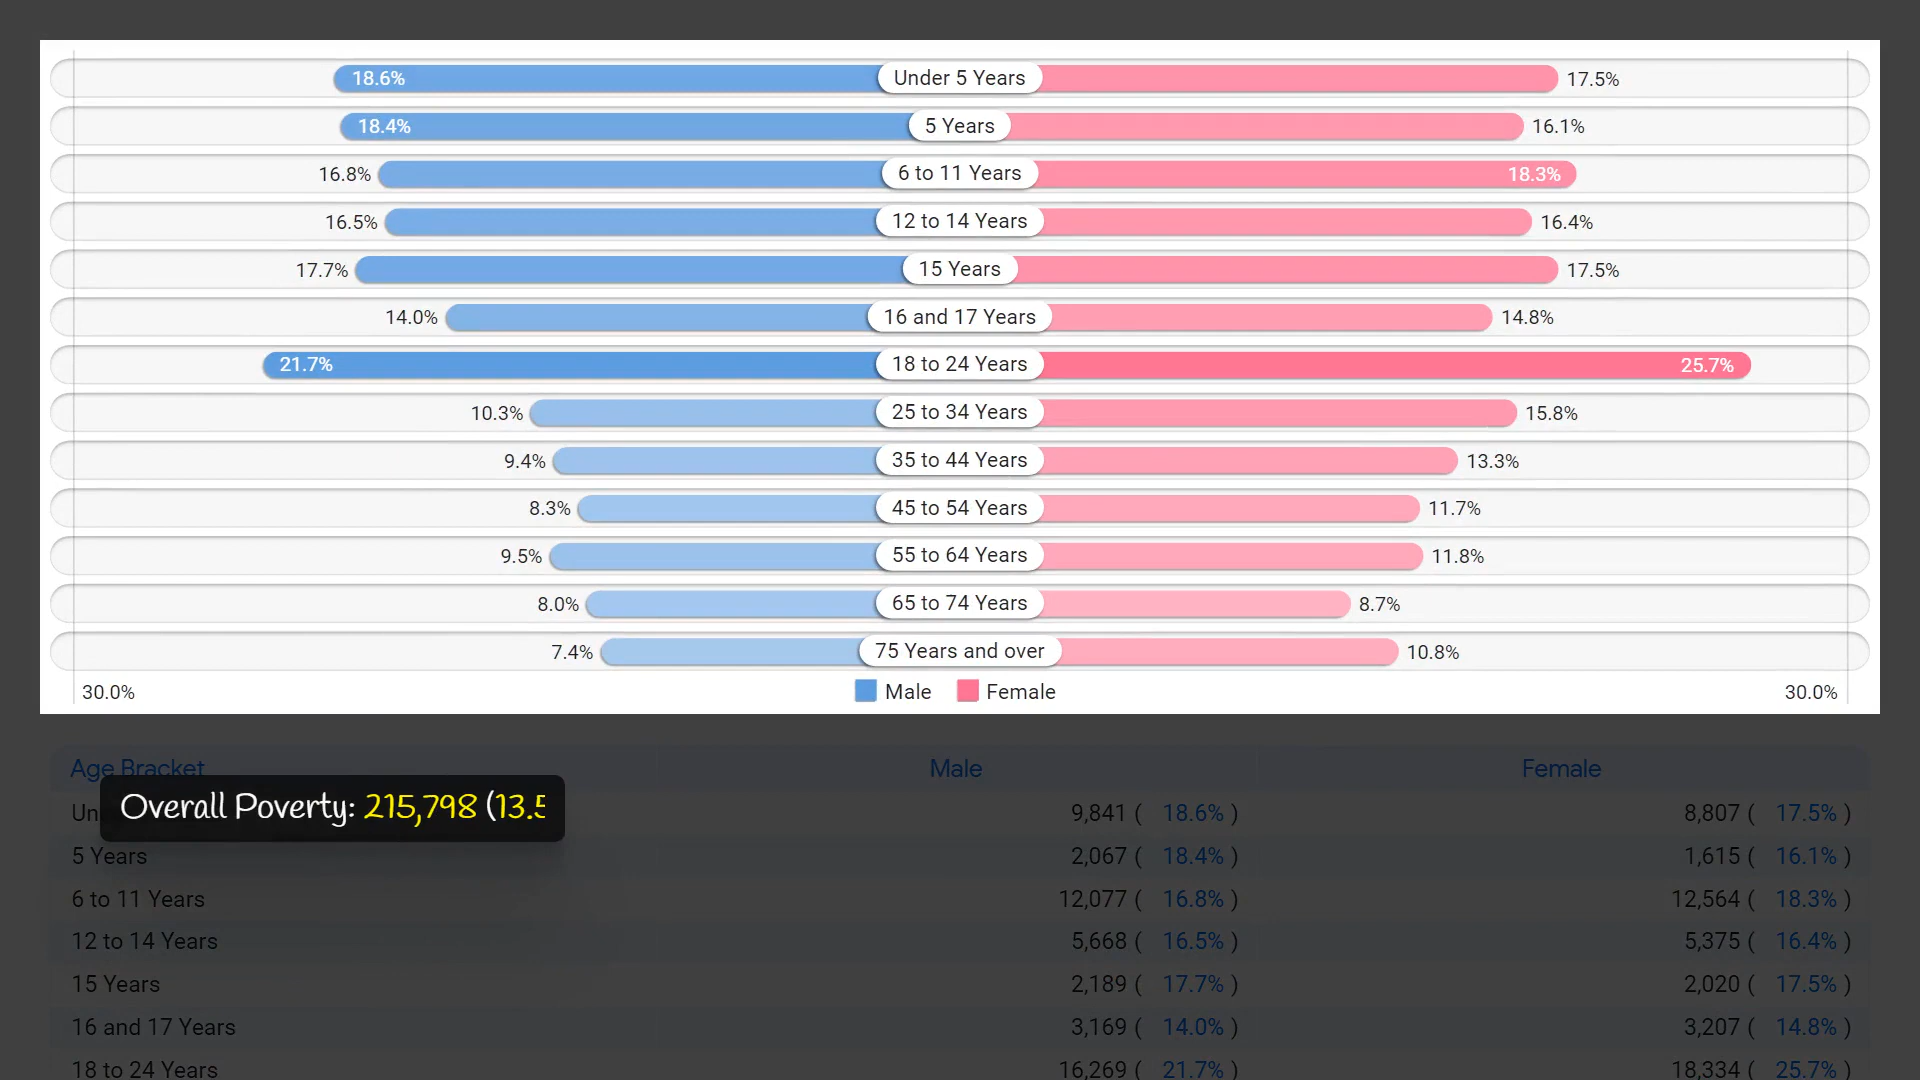 18.6% Under 5 Years 17.5%
18.4% 5 Years 16.1%
16.8% 6 to 11 Years 18.3%
16.5% 12 to 14 Years 16.4%
17.7% 15 Years 17.5%
14.0% 16 and 17 Years 14.8%
21.7% 18 to 24 Years 25.7%
10.3% 25 to 34 Years 15.8%
9.4% 35 to 44 Years 13.3%
8.3% 45 to 54 Years 11.7%
9.5% 55 to 64 Years 11.8%
8.0% 65 to 74 Years 8.7%
7.4% 75 Years and over 10.8%
30.0% Male Female 30.0%
Age Bracket Male Female
Overall Poverty: 215,798 (13.5
9,841 ( 18.6% ) 8,807 ( 17.5% )
5 Years 2,067 ( 18.4% ) 1,615 ( 16.1% )
6 to 11 Years 12,077 ( 16.8% ) 12,564 ( 18.3% )
12 to 14 Years 5,668 ( 16.5% ) 5,375 ( 16.4% )
15 Years 2,189 ( 17.7% ) 2,020 ( 17.5% )
16 and 17 Years 3,169 ( 14.0% ) 3,207 ( 14.8% )
18 to 24 Years 16,269 ( 21.7% ) 18,334 ( 25.7% )